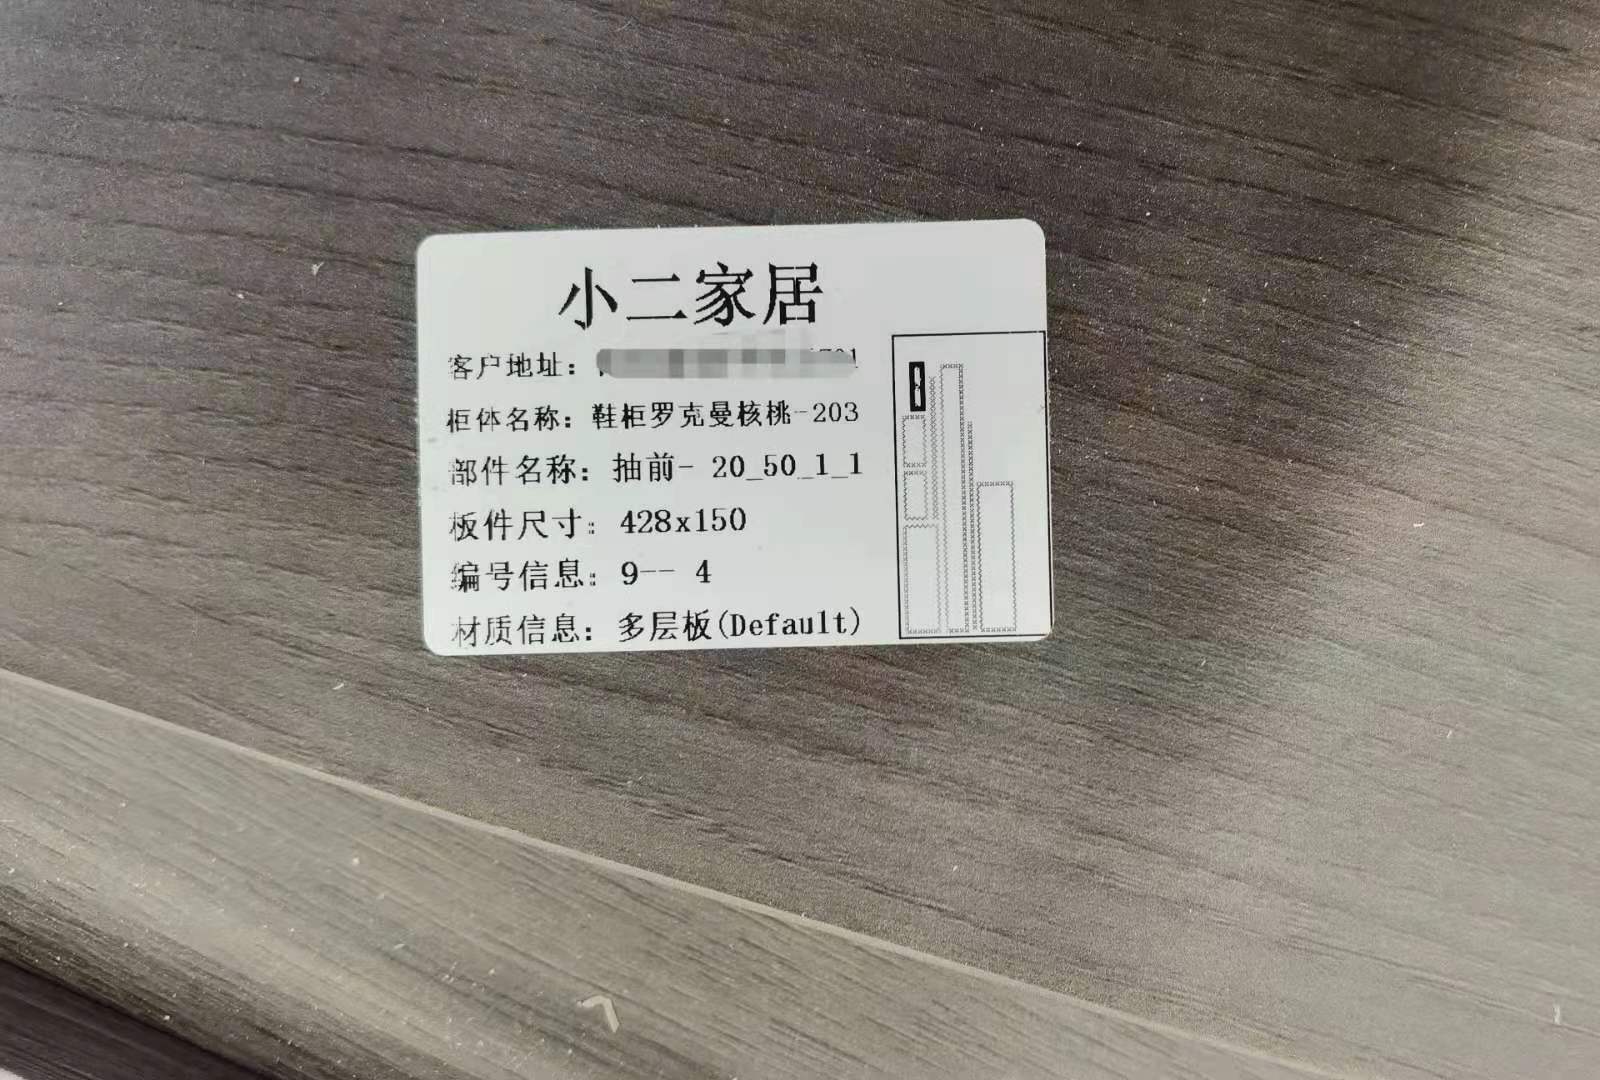 小二家居
客户地址：
柜体名称：鞋柜罗克曼核桃-203
部件名称：抽前- 20_50_1_1
板件尺寸：428x150
编号信息：9-- 4
材质信息：多层板(Default)